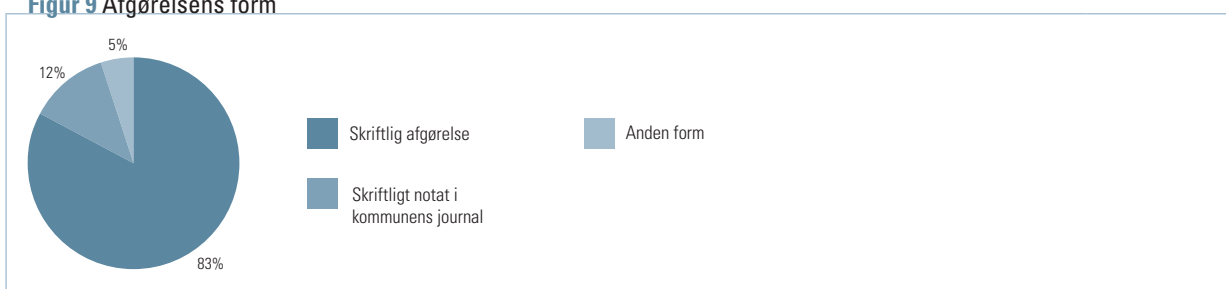 Figur 9 Afgørelsens form
5%
12%
83%
Skriftlig afgørelse
Anden form
Skriftligt notat i
kommunens journal